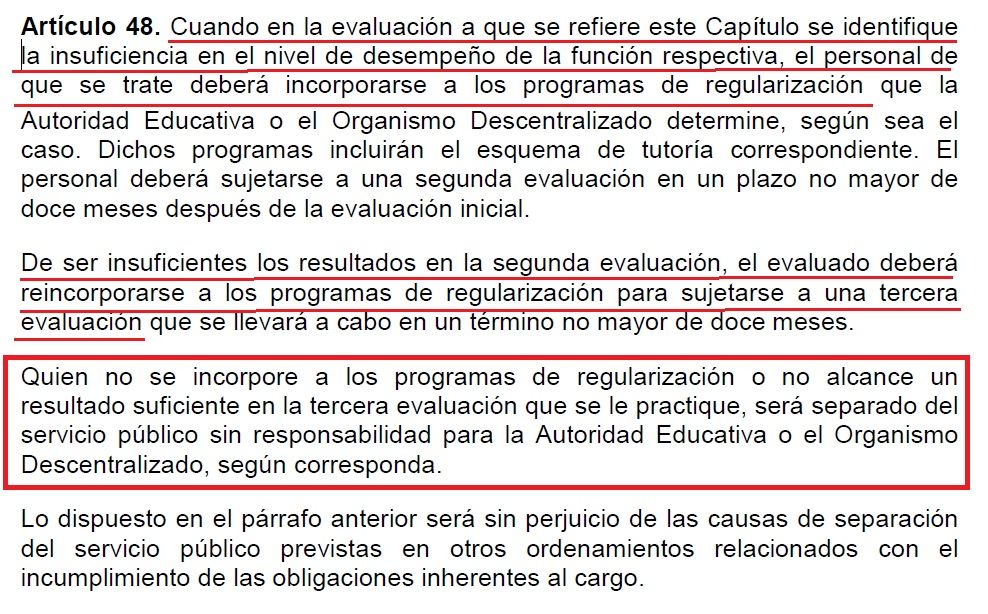 Artículo 48. Cuando en la evaluación a que se refiere este Capítulo se identifique
la insuficiencia en el nivel de desempeño de la función respectiva, el personal de
que se trate deberá incorporarse a los programas de regularización que la
Autoridad Educativa o el Organismo Descentralizado determine, según sea el
caso. Dichos programas incluirán el esquema de tutoría correspondiente. El
personal deberá sujetarse a una segunda evaluación en un plazo no mayor de
doce meses después de la evaluación inicial.
De ser insuficientes los resultados en la segunda evaluación, el evaluado deberá
reincorporarse a los programas de regularización para sujetarse a una tercera
evaluación que se llevará a cabo en un término no mayor de doce meses.
Quien no se incorpore a los programas de regularización o no alcance un
resultado suficiente en la tercera evaluación que se le practique, será separado del
servicio público sin responsabilidad para la Autoridad Educativa o el Organismo
Descentralizado, según corresponda.
Lo dispuesto en el párrafo anterior será sin perjuicio de las causas de separación
del servicio público previstas en otros ordenamientos relacionados con el
incumplimiento de las obligaciones inherentes al cargo.